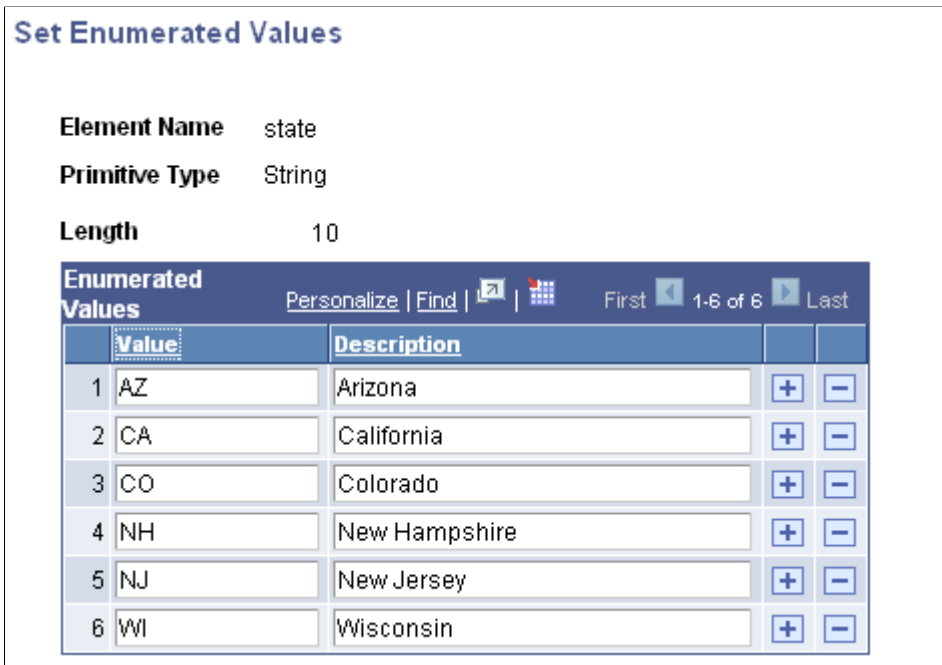 Set Enumerated Values
Element Name state
Primitive Type String
Length 10
Enumerated Values Personalize | Find | | First 1-6 of 6 Last
Value Description
1 AZ Arizona
2 CA California
3 CO Colorado
4 NH New Hampshire
5 NJ New Jersey
6 WI Wisconsin